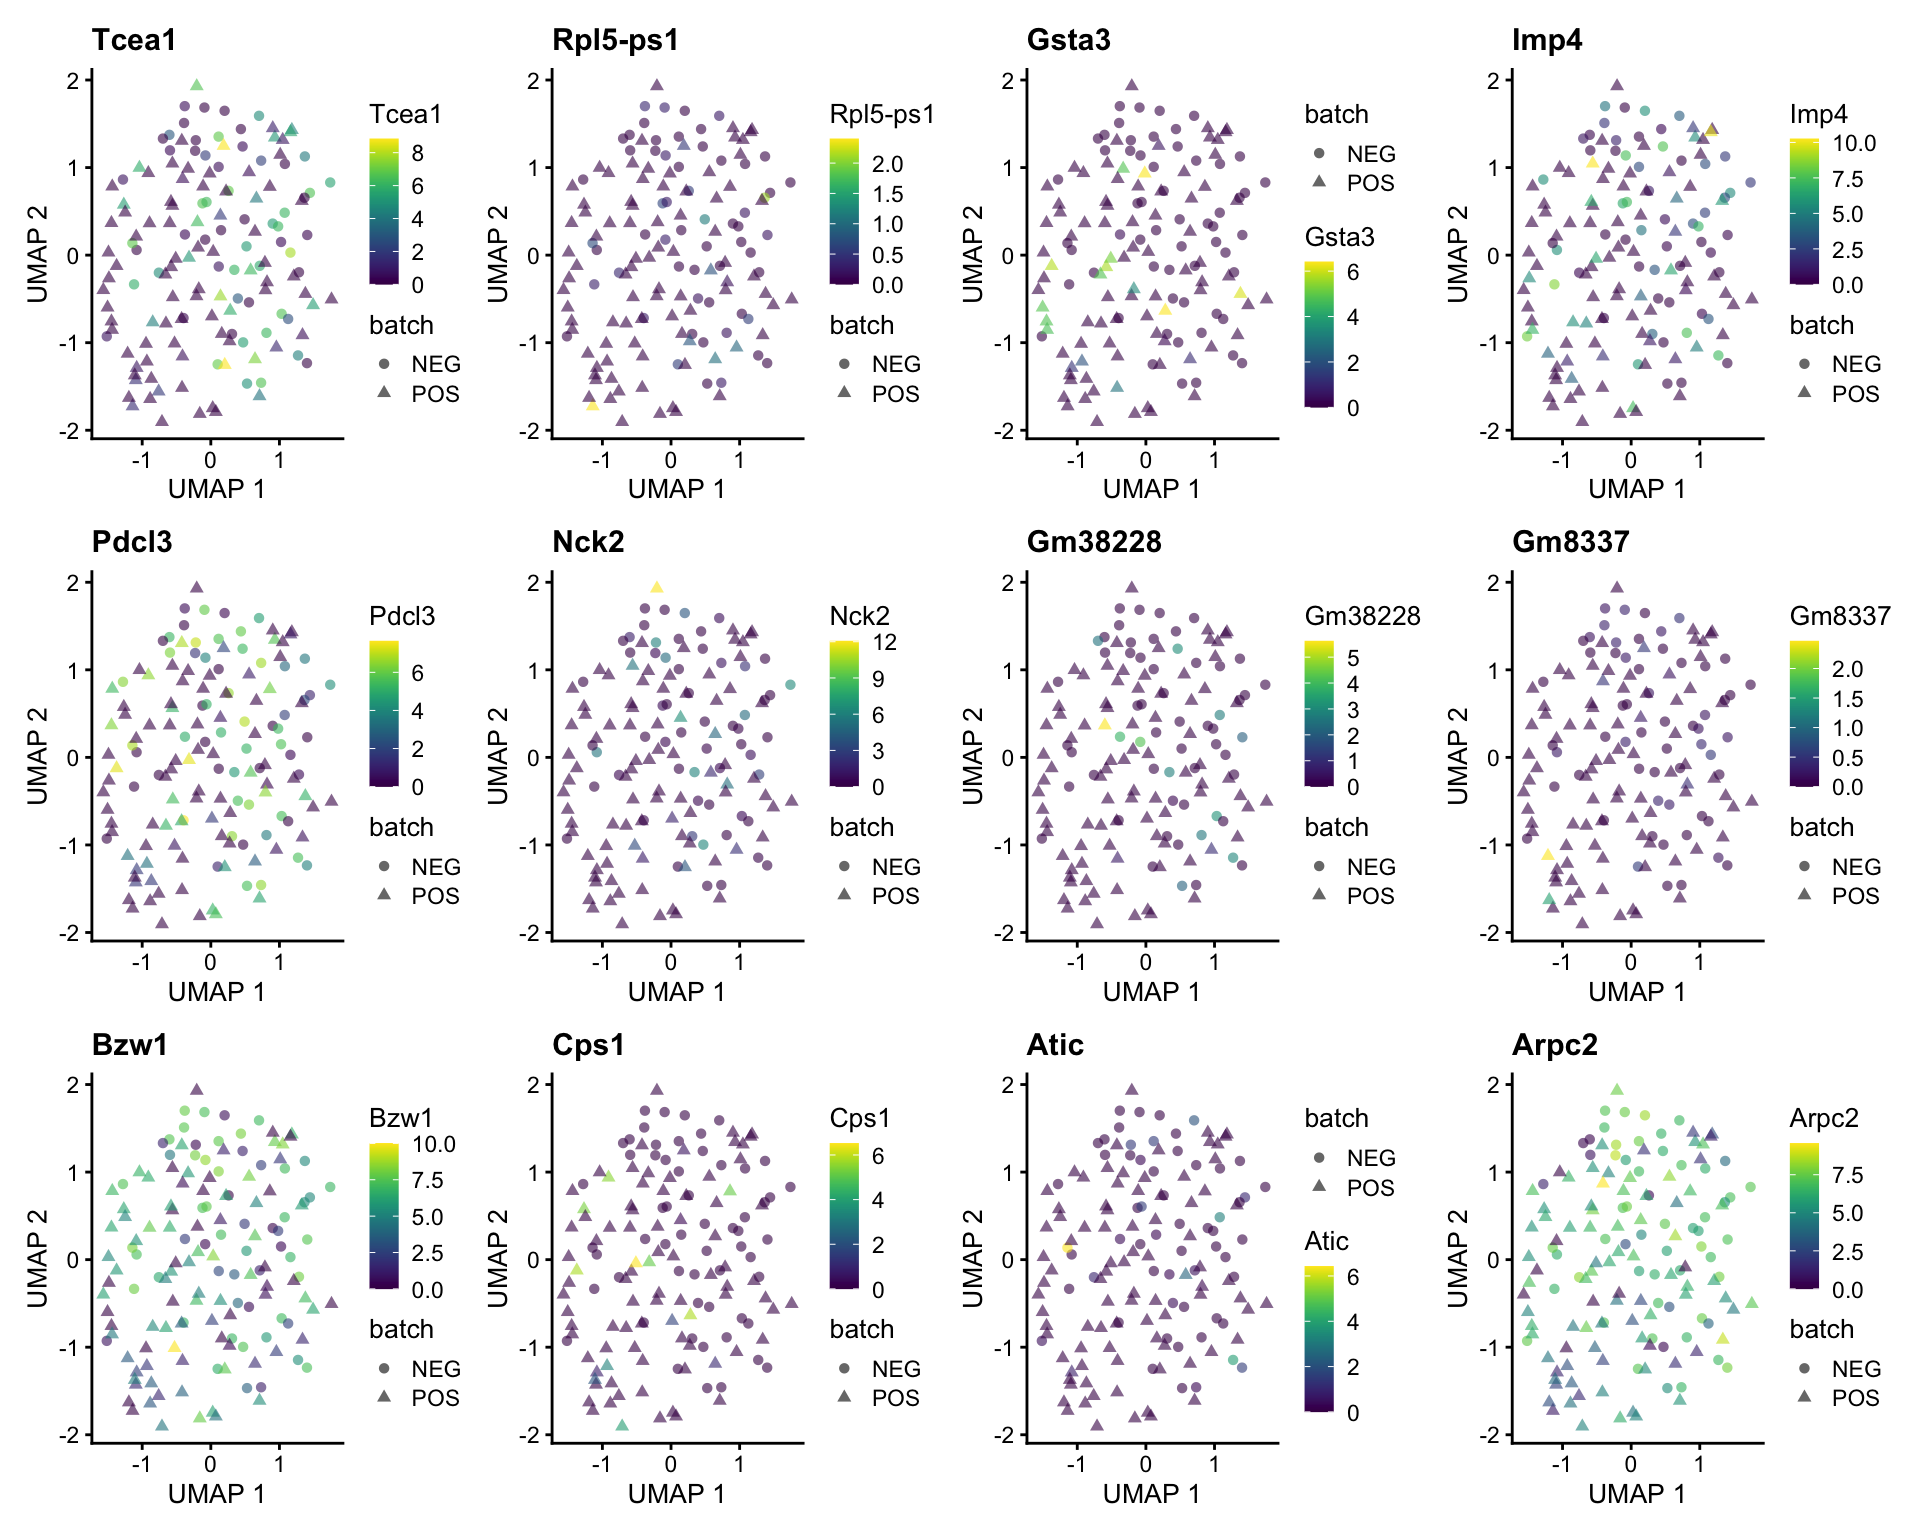 Tcea1
Rpl5-ps1
Gsta3
Imp4
2
1
0
-1
-2
UMAP 2
-1 0 1
UMAP 1
Tcea1
8
6
4
2
0
batch
NEG
POS
2
1
0
-1
-2
UMAP 2
-1 0 1
UMAP 1
Rpl5-ps1
2.0
1.5
1.0
0.5
0.0
batch
NEG
POS
2
1
0
-1
-2
UMAP 2
-1 0 1
UMAP 1
batch
NEG
POS
Gsta3
6
4
2
0
2
1
0
-1
-2
UMAP 2
-1 0 1
UMAP 1
Imp4
10.0
7.5
5.0
2.5
0.0
batch
NEG
POS
Pdcl3
Nck2
Gm38228
Gm8337
2
1
0
-1
-2
UMAP 2
-1 0 1
UMAP 1
Pdcl3
6
4
2
0
batch
NEG
POS
2
1
0
-1
-2
UMAP 2
-1 0 1
UMAP 1
Nck2
12
9
6
3
0
batch
NEG
POS
2
1
0
-1
-2
UMAP 2
-1 0 1
UMAP 1
Gm38228
5
4
3
2
1
0
batch
NEG
POS
2
1
0
-1
-2
UMAP 2
-1 0 1
UMAP 1
Gm8337
2.0
1.5
1.0
0.5
0.0
batch
NEG
POS
Bzw1
Cps1
Atic
Arpc2
2
1
0
-1
-2
UMAP 2
-1 0 1
UMAP 1
Bzw1
10.0
7.5
5.0
2.5
0.0
batch
NEG
POS
2
1
0
-1
-2
UMAP 2
-1 0 1
UMAP 1
Cps1
6
4
2
0
batch
NEG
POS
2
1
0
-1
-2
UMAP 2
-1 0 1
UMAP 1
batch
NEG
POS
Atic
6
4
2
0
2
1
0
-1
-2
UMAP 2
-1 0 1
UMAP 1
Arpc2
7.5
5.0
2.5
0.0
batch
NEG
POS